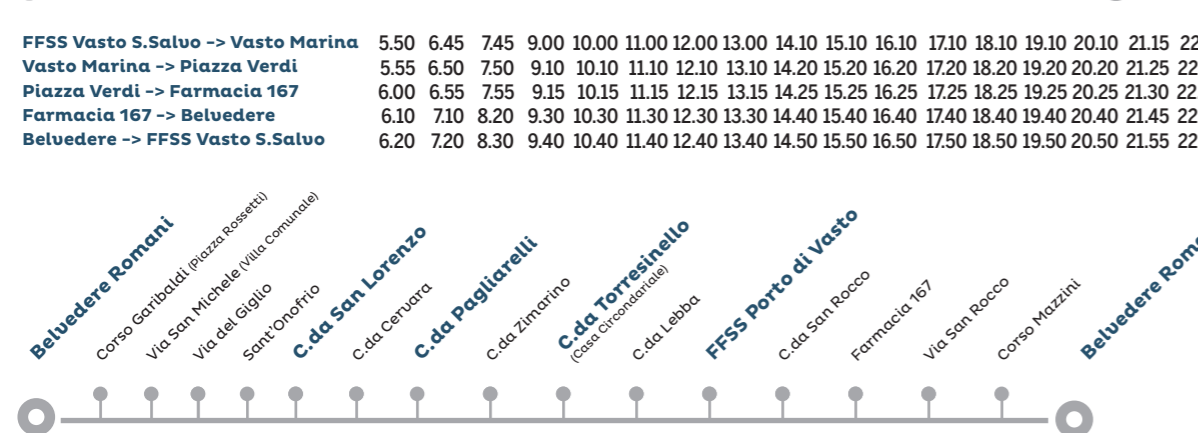 FFSS Vasto S.Salvo -> Vasto Marina 5.50 6.45 7.45 9.00 10.00 11.00 12.00 13.00 14.10 15.10 16.10 17.10 18.10 19.10 20.10 21.15 22
Vasto Marina -> Piazza Verdi 5.55 6.50 7.50 9.10 10.10 11.10 12.10 13.10 14.20 15.20 16.20 17.20 18.20 19.20 20.20 21.25 22
Piazza Verdi -> Farmacia 167 6.00 6.55 7.55 9.15 10.15 11.15 12.15 13.15 14.25 15.25 16.25 17.25 18.25 19.25 20.25 21.30 22
Farmacia 167 -> Belvedere 6.10 7.10 8.20 9.30 10.30 11.30 12.30 13.30 14.40 15.40 16.40 17.40 18.40 19.40 20.40 21.45 22
Belvedere -> FFSS Vasto S.Salvo 6.20 7.20 8.30 9.40 10.40 11.40 12.40 13.40 14.50 15.50 16.50 17.50 18.50 19.50 20.50 21.55 22
Belvedere Romani
Corso Garibaldi (Piazza Rossetti)
Via San Michele (Villa Comunale)
Via del Giglio
Sant'Onofrio
C.da San Lorenzo
C.da Cervara
C.da Pagliarelli
C.da Zimarino
C.da Torresinello
(Casa Circondariale)
C.da Lebba
FFSS Porto di Vasto
C.da San Rocco
Farmacia 167
Via San Rocco
Corso Mazzini
Belvedere Rom